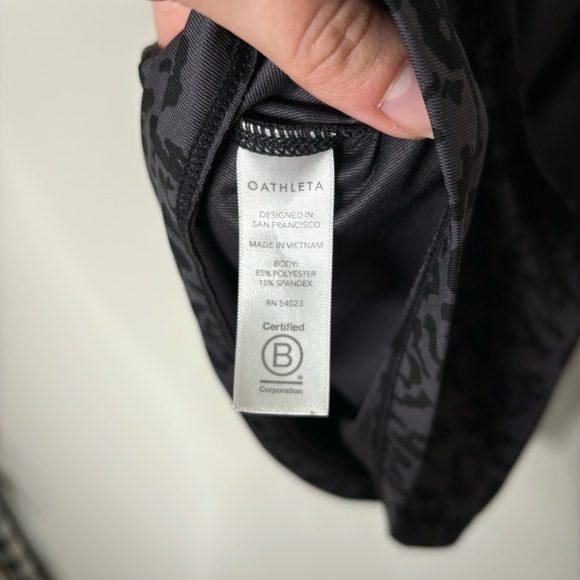 ATHLETA
DESIGNED IN
SAN FRANCISCO
MADE IN VIETNAM
BODY:
85% POLYESTER
15% SPANDEX
RN 54023
Certified
B
Corporation